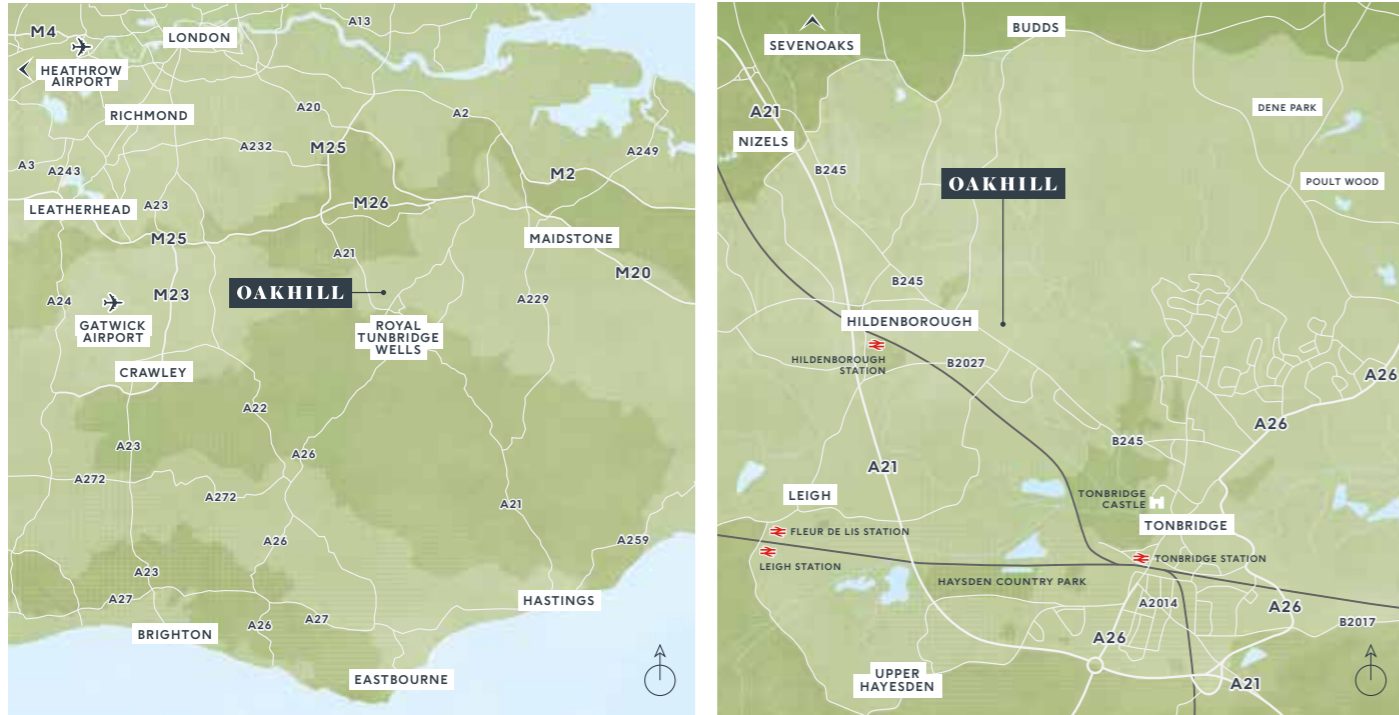 M4
A13
LONDON
HEATHROW
AIRPORT
RICHMOND
A20
A2
A232
M25
A249
A3
A243
M2
LEATHERHEAD
A23
M26
M25
MAIDSTONE
A21
M20
OAKHILL
A24
M23
A229
GATWICK
AIRPORT
ROYAL
TUNBRIDGE
WELLS
CRAWLEY
A22
A23
A26
A272
A272
A21
A26
A259
A23
A27
HASTINGS
A27
A26
BRIGHTON
EASTBOURNE
SEVENOAKS
BUDDS
A21
DENE PARK
NIZELS
B245
OAKHILL
POULT WOOD
B245
HILDENBOROUGH
HILDENBOROUGH
STATION
B2027
A26
A26
B245
A21
LEIGH
TONBRIDGE
CASTLE
TONBRIDGE
FLEUR DE LIS STATION
LEIGH STATION
TONBRIDGE STATION
HAYSDEN COUNTRY PARK
A2014
A26
B2017
A26
UPPER
HAYESDEN
A21